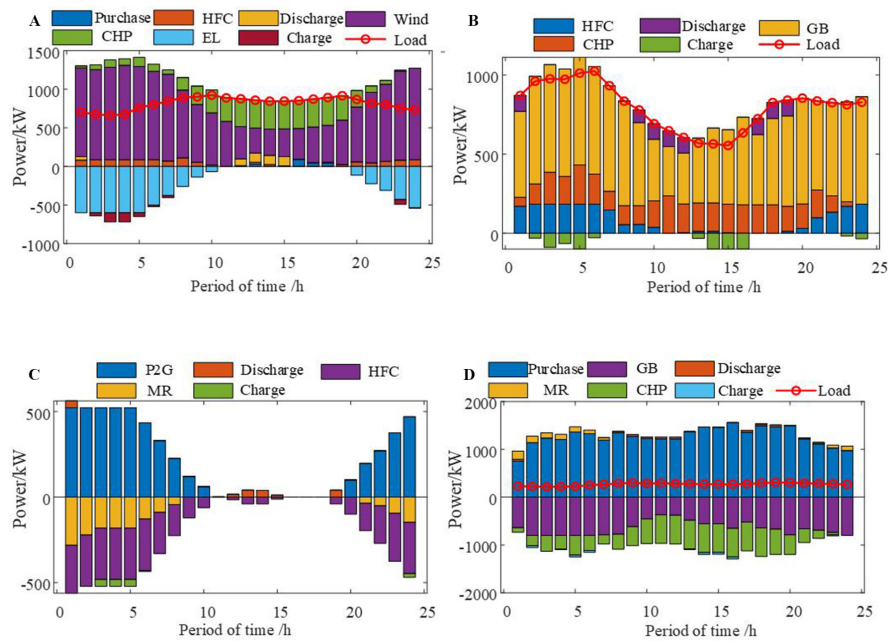 A
Purchase HFC Discharge Wind
CHP EL Charge Load
1500
1000
500
0
-500
-1000
Power/kW
0 5 10 15 20 25
Period of time /h
B
HFC Discharge GB
CHP Charge Load
1000
500
0
Power/kW
0 5 10 15 20 25
Period of time /h
C
P2G Discharge HFC
MR Charge
500
0
-500
Power/kW
0 5 10 15 20 25
Period of time /h
D
Purchase GB Discharge
MR CHP Charge Load
2000
1000
0
-1000
-2000
Power/kW
0 5 10 15 20 25
Period of time /h